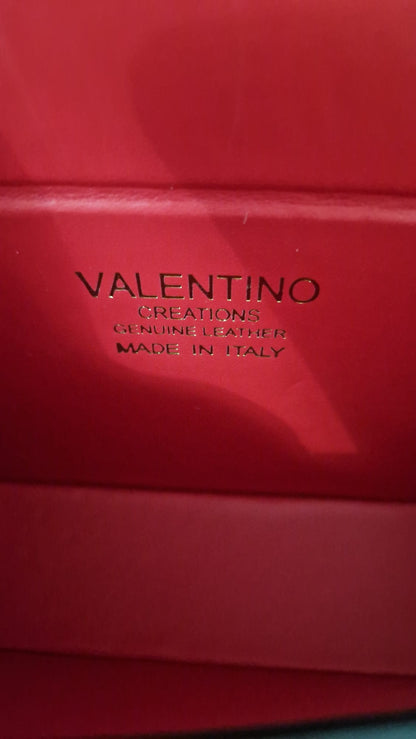 VALENTINO
CREATIONS
GENUINE LEATHER
MADE IN ITALY